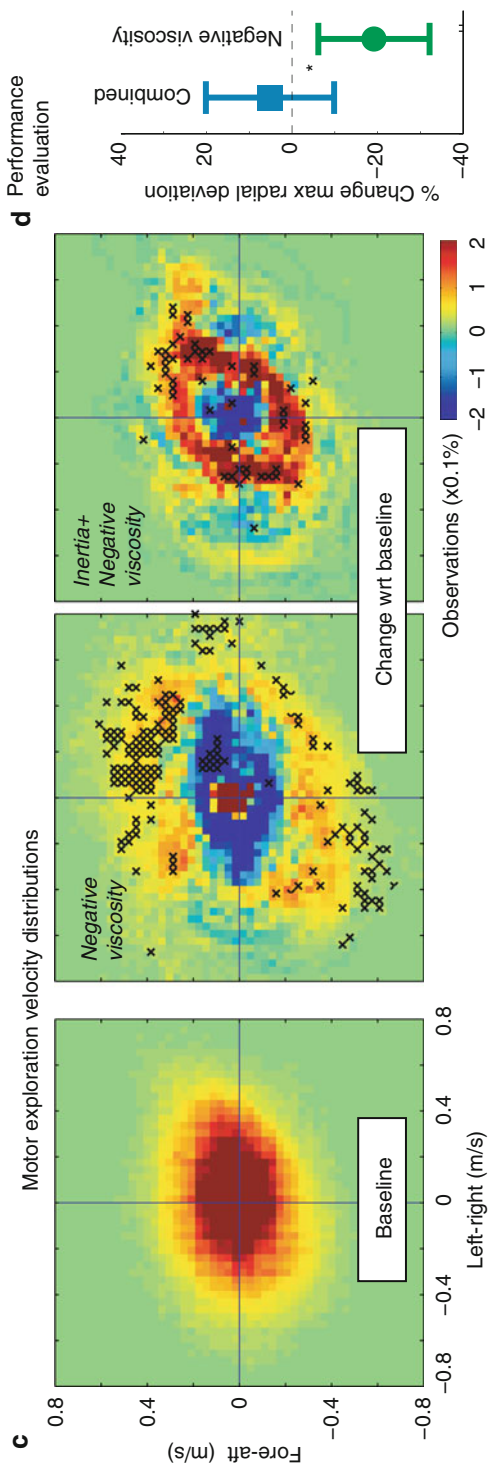 c
Motor exploration velocity distributions
Fore-aft (m/s)
0.8
0.4
0
−0.4
−0.8
Baseline
−0.8
−0.4
0
0.4
0.8
Left-right (m/s)
Negative
viscosity
Inertia+
Negative
viscosity
Change wrt baseline
−2
−1
0
1
2
Observations (x0.1%)
d
Performance
evaluation
% Change max radial deviation
40
20
0
−20
−40
Combined
*
Negative viscosity